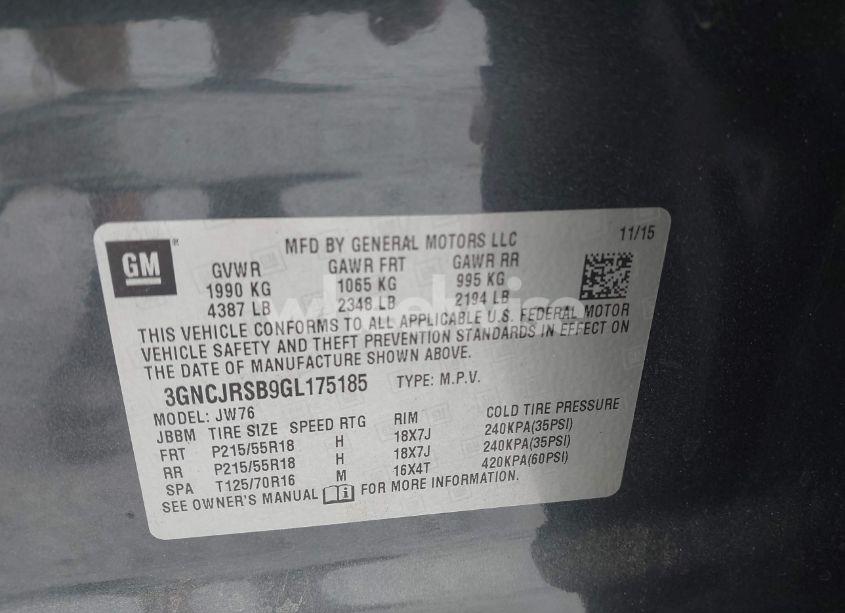 GM
MFD BY GENERAL MOTORS LLC
11/15
GVWR GAWR FRT GAWR RR
1990 KG 1065 KG 995 KG
4387 LB 2348 LB 2194 LB
THIS VEHICLE CONFORMS TO ALL APPLICABLE U.S. FEDERAL MOTOR
VEHICLE SAFETY AND THEFT PREVENTION STANDARDS IN EFFECT ON
THE DATE OF MANUFACTURE SHOWN ABOVE.
3GNCJRSB9GL175185 TYPE: M.P.V.
MODEL: JW76
JBBM TIRE SIZE SPEED RTG RIM COLD TIRE PRESSURE
FRT P215/55R18 H 18X7J 240KPA(35PSI)
RR P215/55R18 H 18X7J 240KPA(35PSI)
SPA T125/70R16 M 16X4T 420KPA(60PSI)
SEE OWNER'S MANUAL FOR MORE INFORMATION.